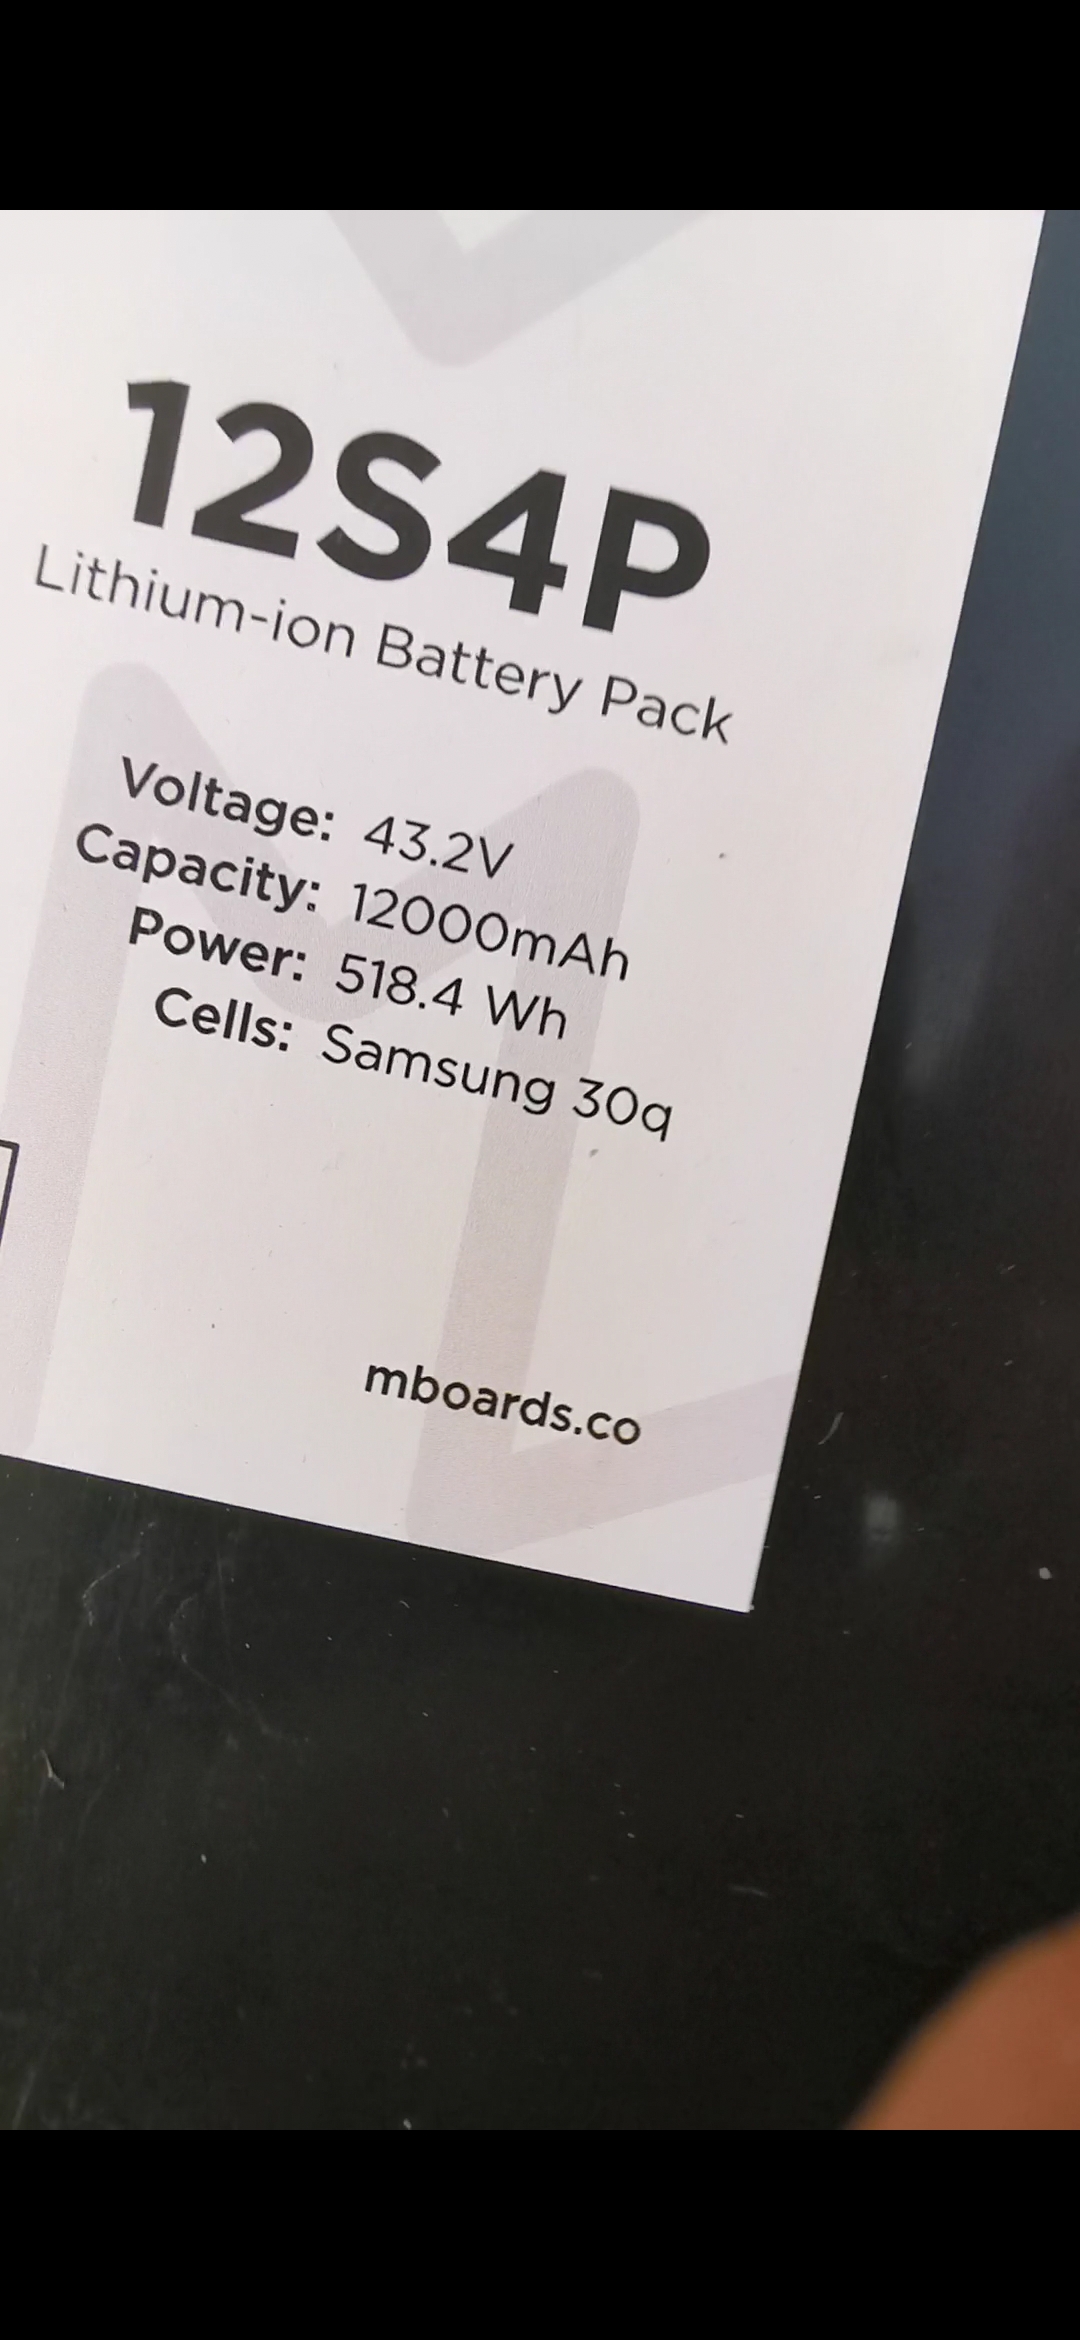 12S4P
Lithium-ion Battery Pack
Voltage: 43.2V
Capacity: 12000mAh
Power: 518.4 Wh
Cells: Samsung 30q
mboards.co